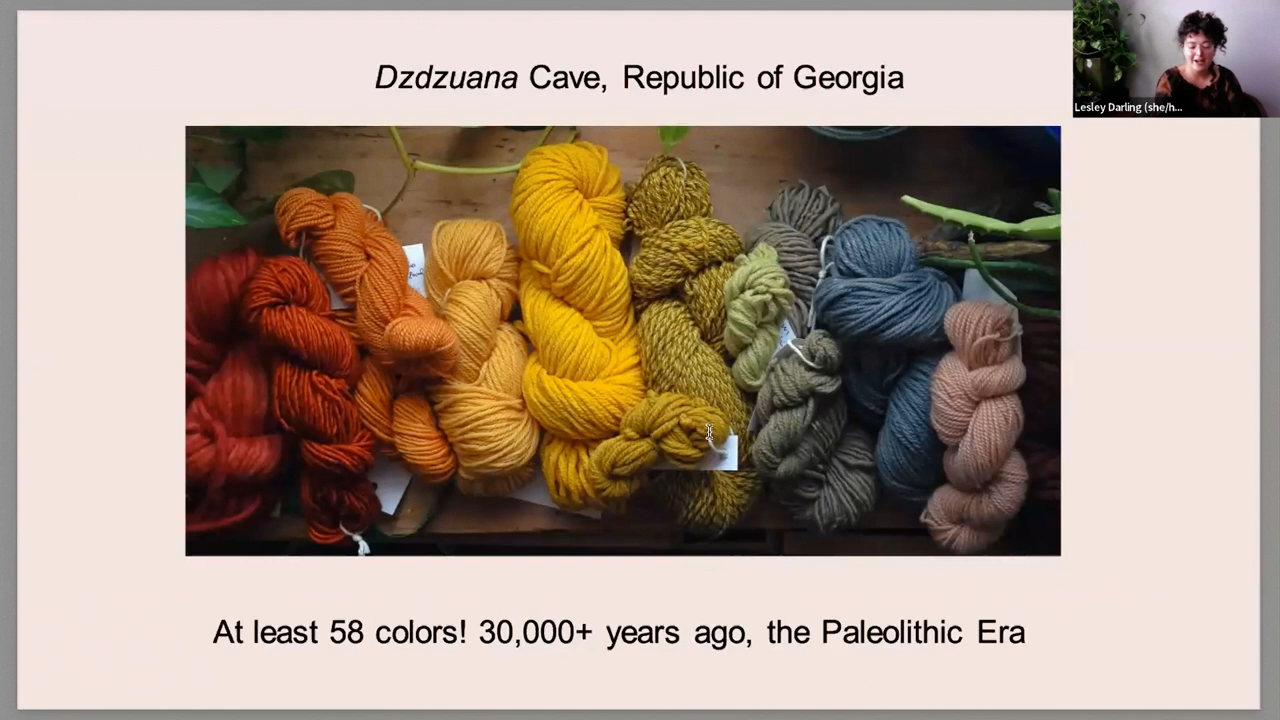 Dzdzuana Cave, Republic of Georgia
Lesley Darling (she/h...
At least 58 colors! 30,000+ years ago, the Paleolithic Era